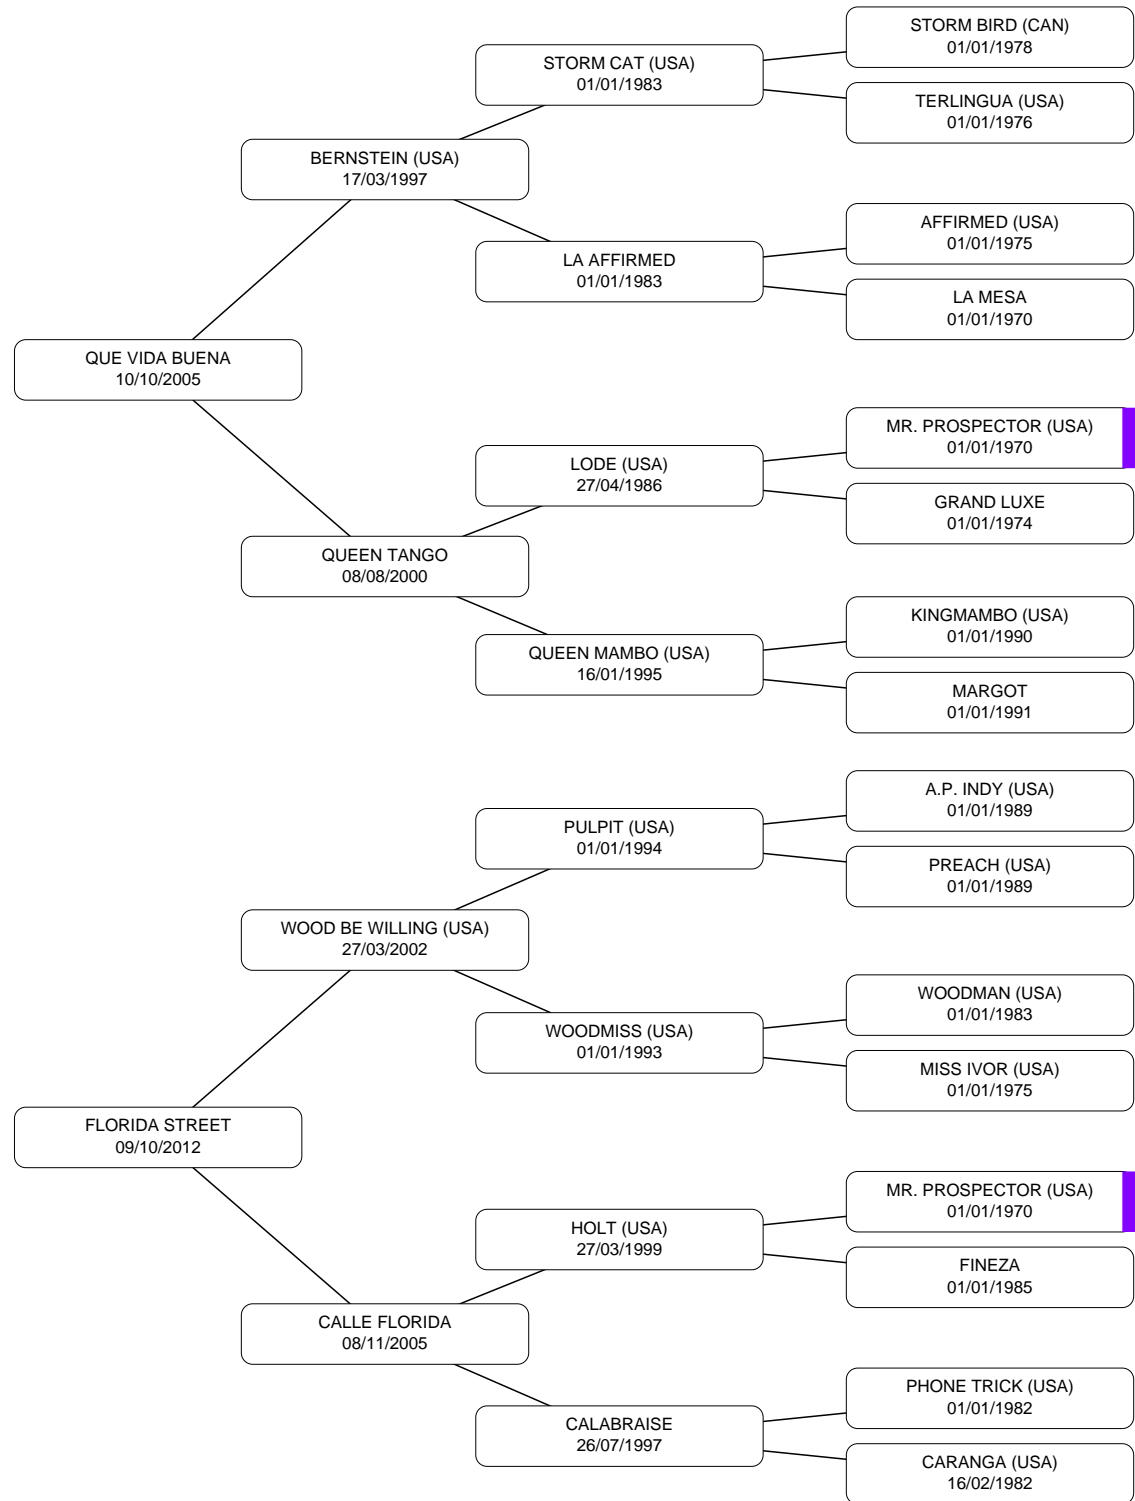 STORM BIRD (CAN)
01/01/1978
STORM CAT (USA)
01/01/1983
TERLINGUA (USA)
01/01/1976
BERNSTEIN (USA)
17/03/1997
AFFIRMED (USA)
01/01/1975
LA AFFIRMED
01/01/1983
LA MESA
01/01/1970
QUE VIDA BUENA
10/10/2005
MR. PROSPECTOR (USA)
01/01/1970
LODE (USA)
27/04/1986
GRAND LUXE
01/01/1974
QUEEN TANGO
08/08/2000
KINGMAMBO (USA)
01/01/1990
QUEEN MAMBO (USA)
16/01/1995
MARGOT
01/01/1991
A.P. INDY (USA)
01/01/1989
PULPIT (USA)
01/01/1994
PREACH (USA)
01/01/1989
WOOD BE WILLING (USA)
27/03/2002
WOODMAN (USA)
01/01/1983
WOODMISS (USA)
01/01/1993
MISS IVOR (USA)
01/01/1975
FLORIDA STREET
09/10/2012
MR. PROSPECTOR (USA)
01/01/1970
HOLT (USA)
27/03/1999
FINEZA
01/01/1985
CALLE FLORIDA
08/11/2005
PHONE TRICK (USA)
01/01/1982
CALABRAISE
26/07/1997
CARANGA (USA)
16/02/1982